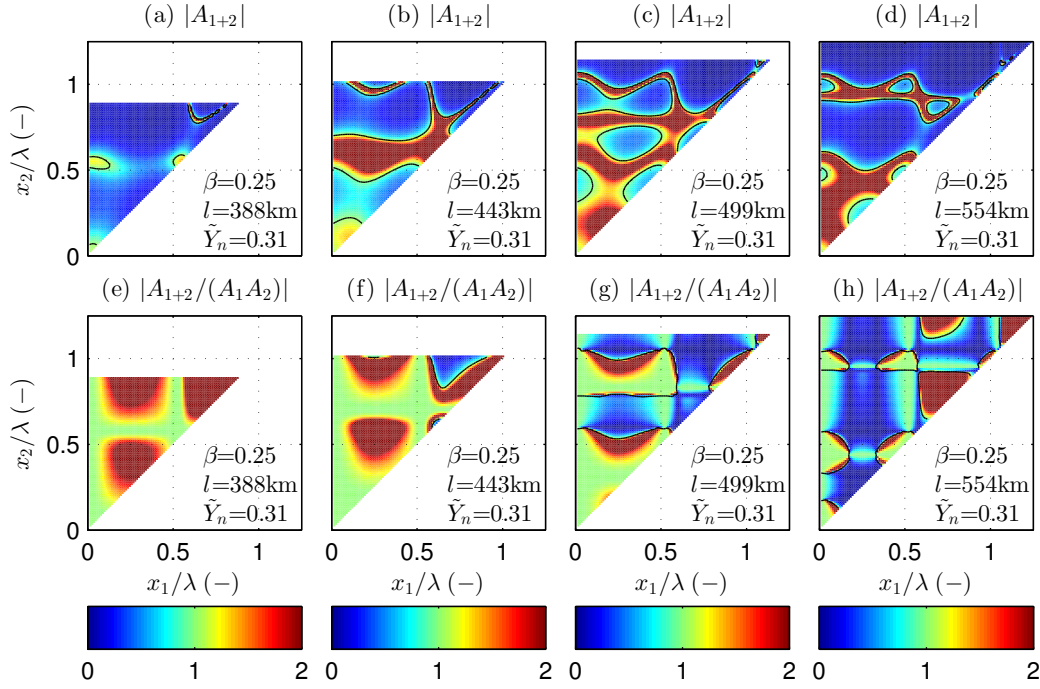 (a) |A₁₊₂|
(b) |A₁₊₂|
(c) |A₁₊₂|
(d) |A₁₊₂|
x₂/λ (−)
1
0.5
0
β=0.25
l=388km
Ỹₙ=0.31
β=0.25
l=443km
Ỹₙ=0.31
β=0.25
l=499km
Ỹₙ=0.31
β=0.25
l=554km
Ỹₙ=0.31
(e) |A₁₊₂/(A₁A₂)|
(f) |A₁₊₂/(A₁A₂)|
(g) |A₁₊₂/(A₁A₂)|
(h) |A₁₊₂/(A₁A₂)|
x₂/λ (−)
1
0.5
0
β=0.25
l=388km
Ỹₙ=0.31
β=0.25
l=443km
Ỹₙ=0.31
β=0.25
l=499km
Ỹₙ=0.31
β=0.25
l=554km
Ỹₙ=0.31
0 0.5 1
0 0.5 1
0 0.5 1
0 0.5 1
x₁/λ (−)
x₁/λ (−)
x₁/λ (−)
x₁/λ (−)
0 1 2
0 1 2
0 1 2
0 1 2